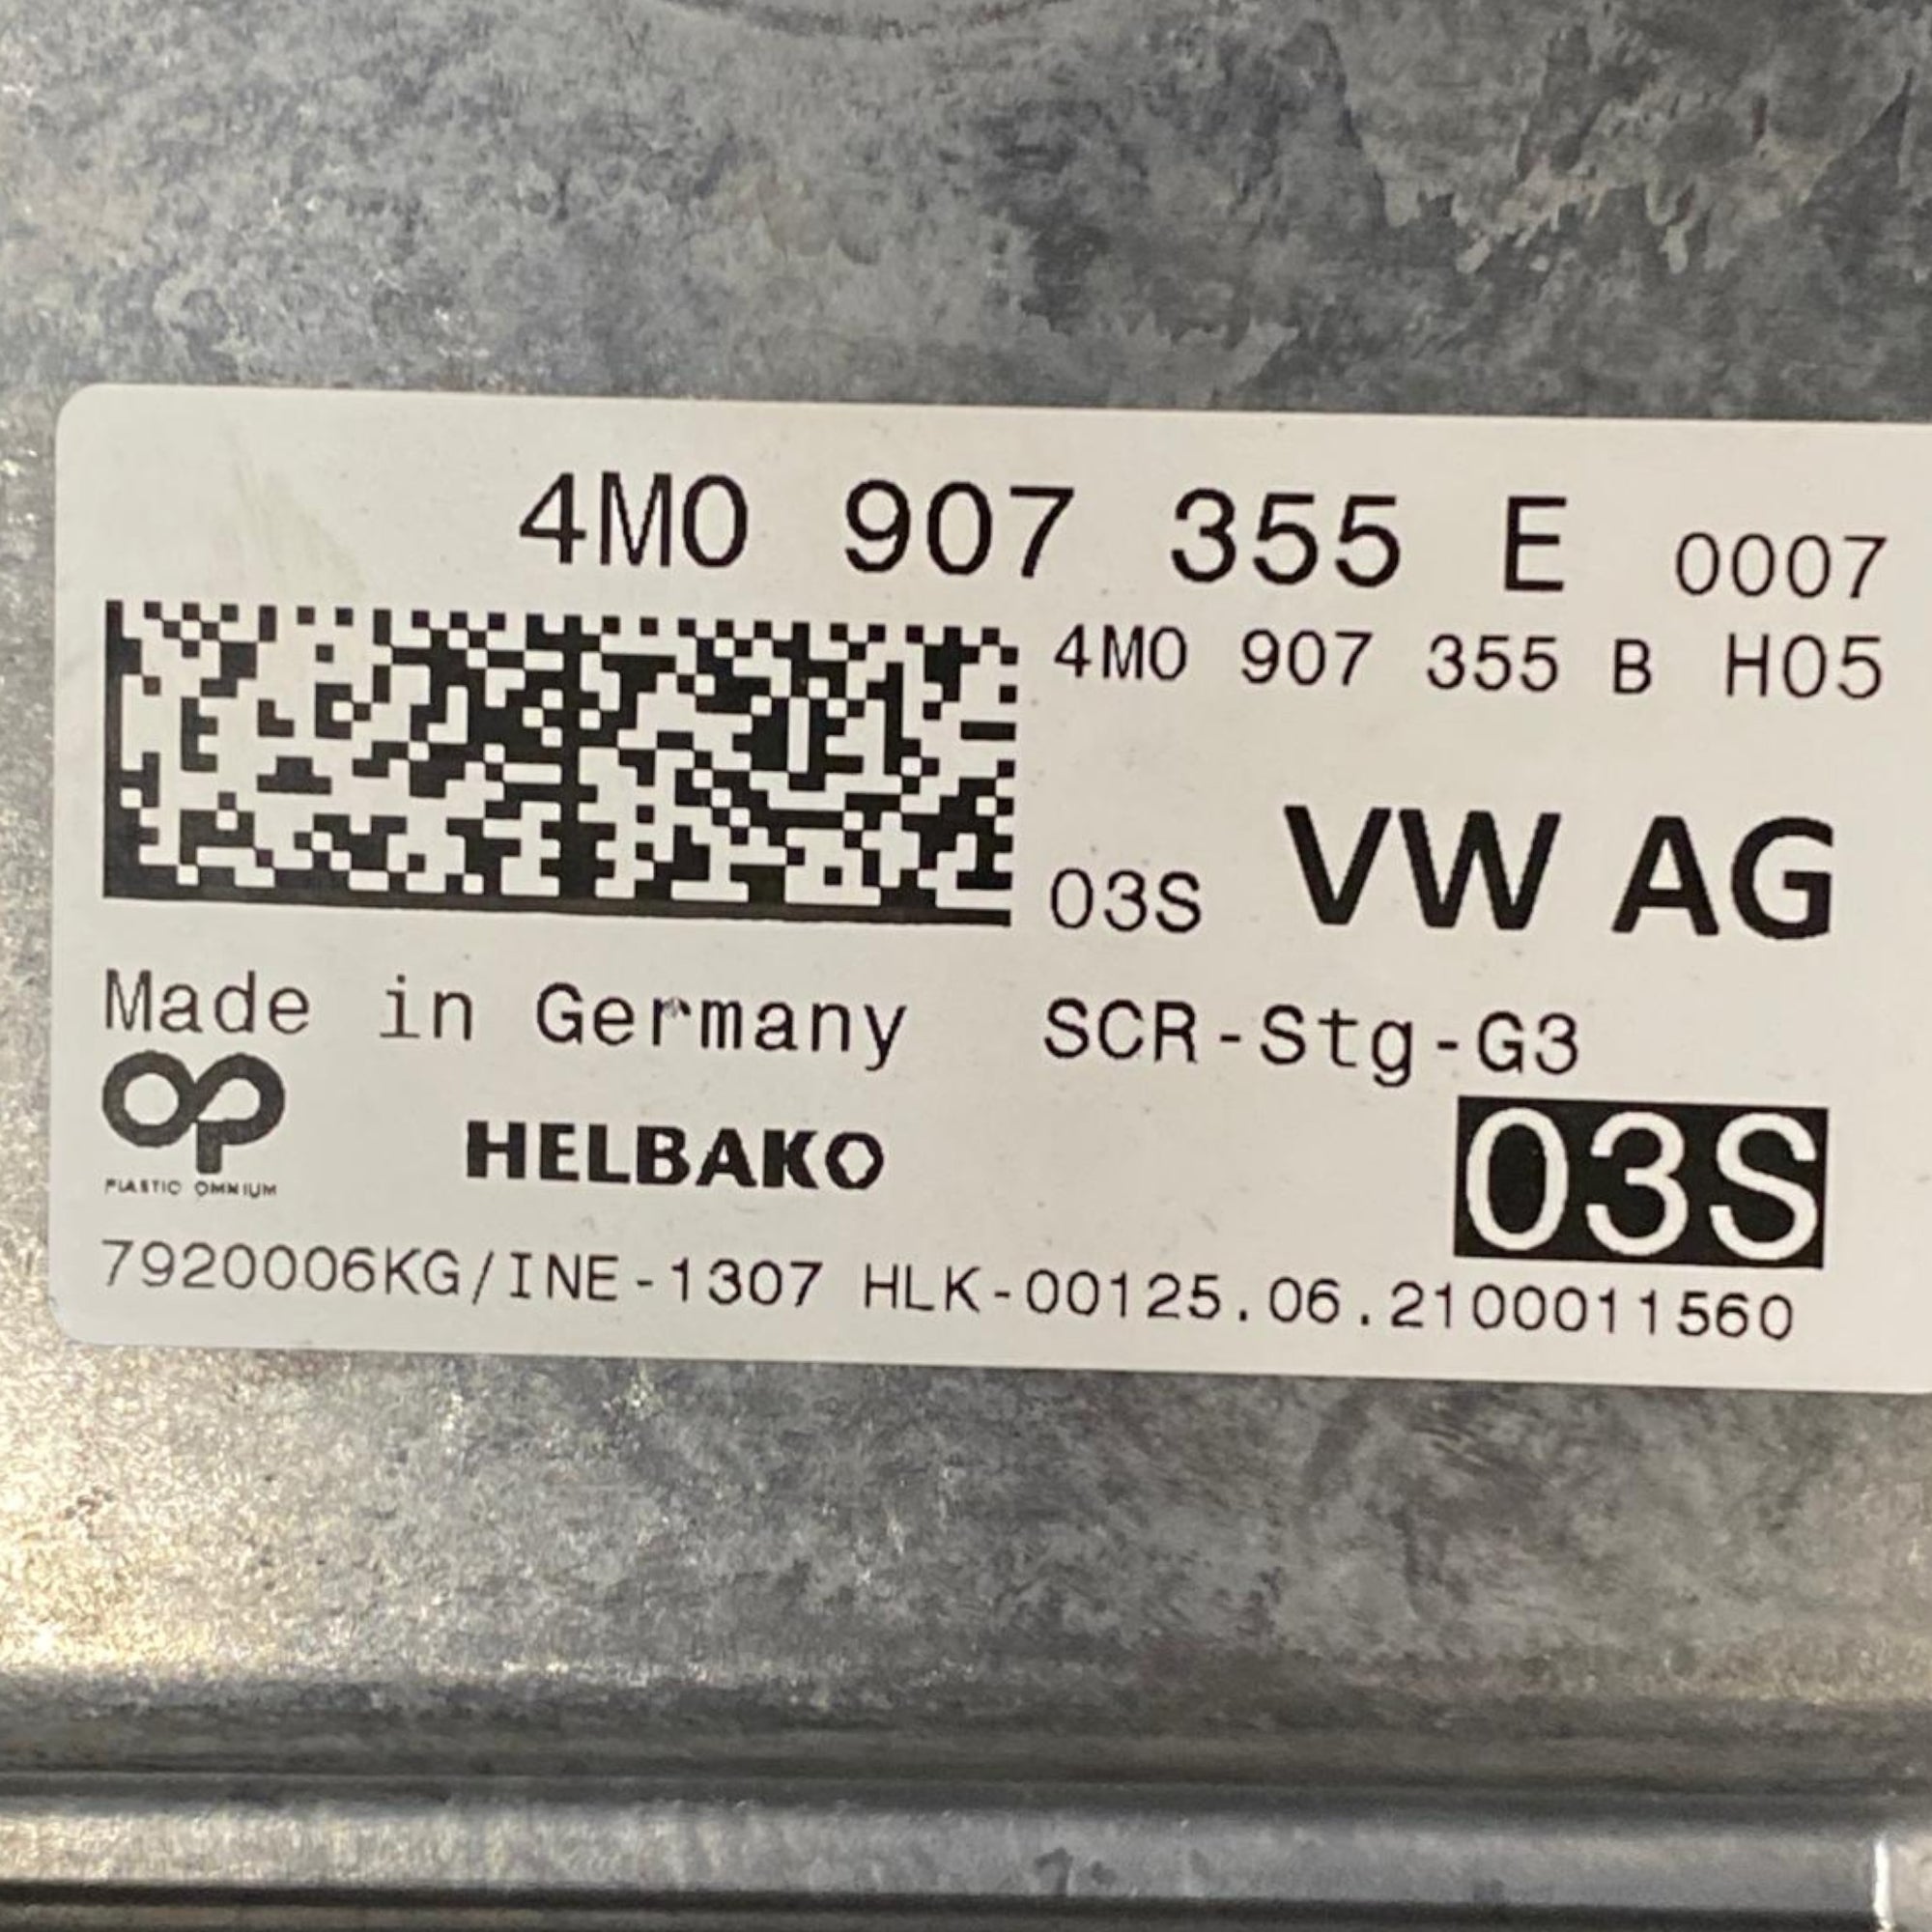 4M0 907 355 E 0007
4M0 907 355 B H05
03S VW AG
Made in Germany SCR-Stg-G3
OP
PLASTIC OMNIUM
HELBAKO
03S
7920006KG/INE-1307 HLK-00125.06.2100011560